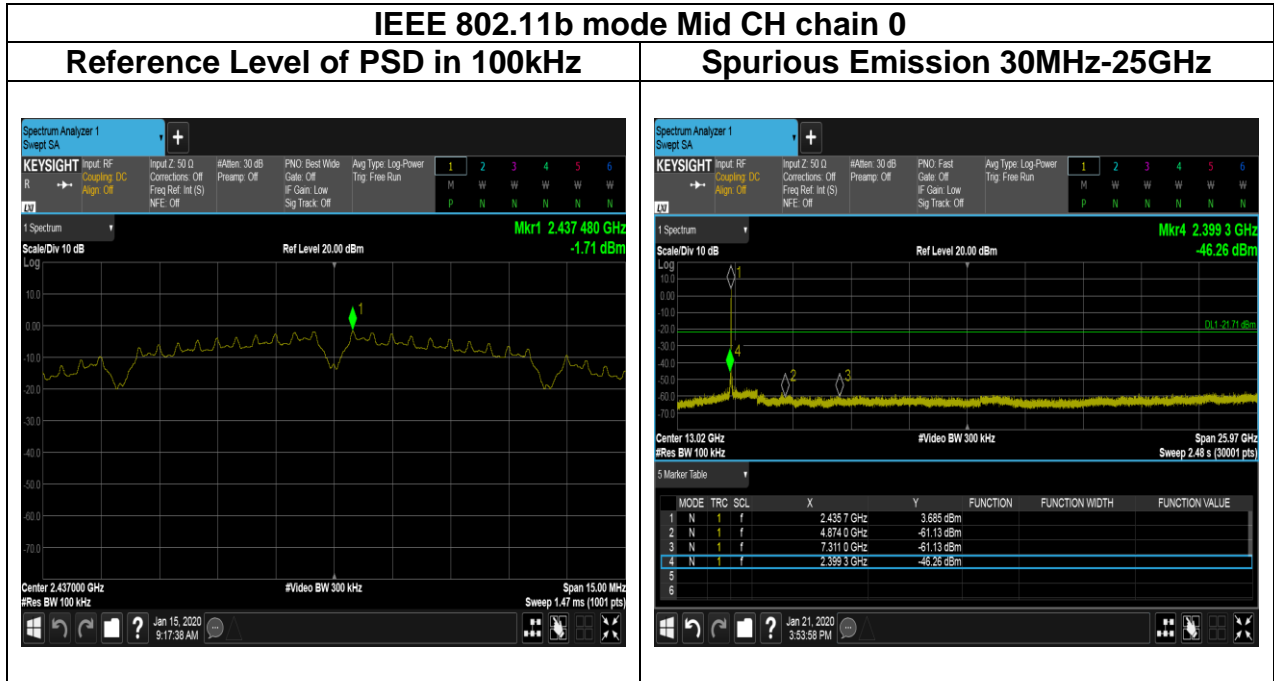 IEEE 802.11b mode Mid CH chain 0
Reference Level of PSD in 100kHz
Spurious Emission 30MHz-25GHz
Spectrum Analyzer 1
Swept SA
+
KEYSIGHT Input: RF Input Z: 50 Ω #Atten: 30 dB PNO: Best Wide Avg Type: Log-Power 1 2 3 4 5 6
R Coupling: DC Corrections: Off Preamp: Off Gate: Off Trig: Free Run M W W W W W
Align: Off Freq Ref: Int (S) IF Gain: Low
LXI NFE: Off Sig Track: Off P N N N N N
1 Spectrum
Mkr1 2.437 480 GHz
Scale/Div 10 dB Ref Level 20.00 dBm -1.71 dBm
Log
10.0
1
0.00
-10.0
-20.0
-30.0
-40.0
-50.0
-60.0
-70.0
Center 2.437000 GHz #Video BW 300 kHz Span 15.00 MHz
#Res BW 100 kHz Sweep 1.47 ms (1001 pts)
? Jan 15, 2020
9:17:38 AM
Spectrum Analyzer 1
Swept SA
+
KEYSIGHT Input: RF Input Z: 50 Ω #Atten: 30 dB PNO: Fast Avg Type: Log-Power 1 2 3 4 5 6
R Coupling: DC Corrections: Off Preamp: Off Gate: Off Trig: Free Run M W W W W W
Align: Off Freq Ref: Int (S) IF Gain: Low
LXI NFE: Off Sig Track: Off P N N N N N
1 Spectrum
Mkr4 2.399 3 GHz
Scale/Div 10 dB Ref Level 20.00 dBm -46.26 dBm
Log
10.0 1
0.00
-10.0
-20.0 DL1 -21.71 dBm
-30.0
-40.0 4
-50.0 2 3
-60.0
-70.0
Center 13.02 GHz #Video BW 300 kHz Span 25.97 GHz
#Res BW 100 kHz Sweep 2.48 s (30001 pts)
5 Marker Table
MODE TRC SCL X Y FUNCTION FUNCTION WIDTH FUNCTION VALUE
1 N 1 f 2.435 7 GHz 3.685 dBm
2 N 1 f 4.874 0 GHz -61.13 dBm
3 N 1 f 7.311 0 GHz -61.13 dBm
4 N 1 f 2.399 3 GHz -46.26 dBm
5
6
? Jan 21, 2020
3:53:58 PM